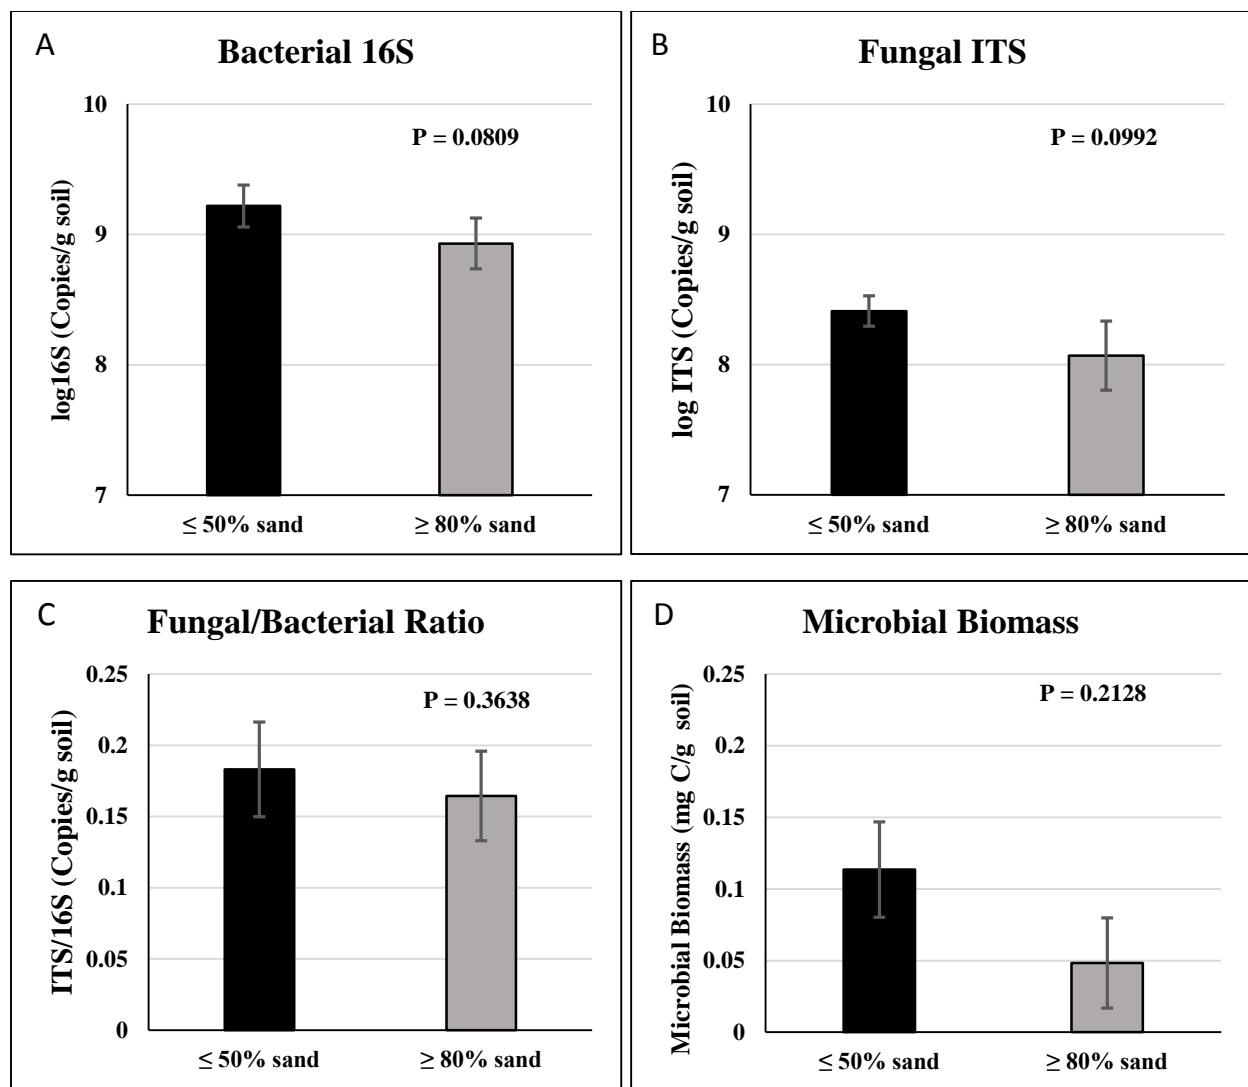 A
Bacterial 16S
10
P = 0.0809
9
8
7
log16S (Copies/g soil)
≤ 50% sand
≥ 80% sand
B
Fungal ITS
10
P = 0.0992
9
8
7
log ITS (Copies/g soil)
≤ 50% sand
≥ 80% sand
C
Fungal/Bacterial Ratio
0.25
P = 0.3638
0.2
0.15
0.1
0.05
0
ITS/16S (Copies/g soil)
≤ 50% sand
≥ 80% sand
D
Microbial Biomass
0.25
P = 0.2128
0.2
0.15
0.1
0.05
0
Microbial Biomass (mg C/g soil)
≤ 50% sand
≥ 80% sand